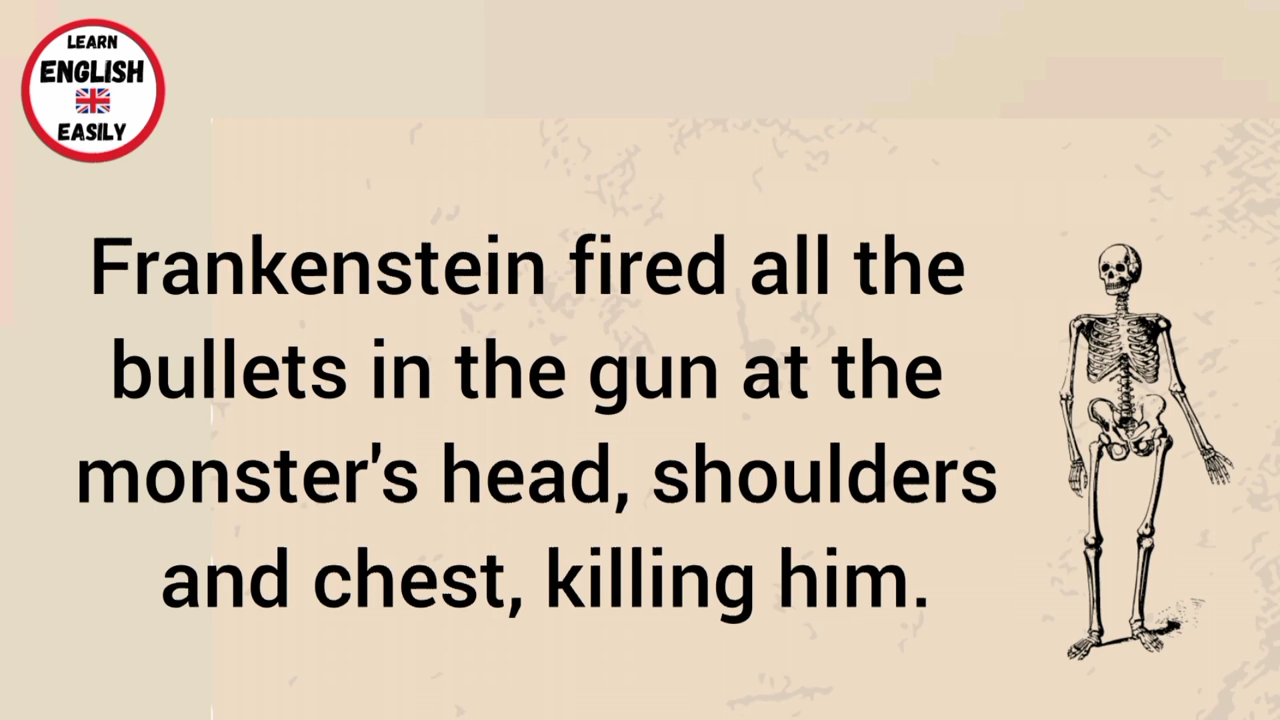 LEARN
ENGLISH
EASILY
Frankenstein fired all the
bullets in the gun at the
monster's head, shoulders
and chest, killing him.